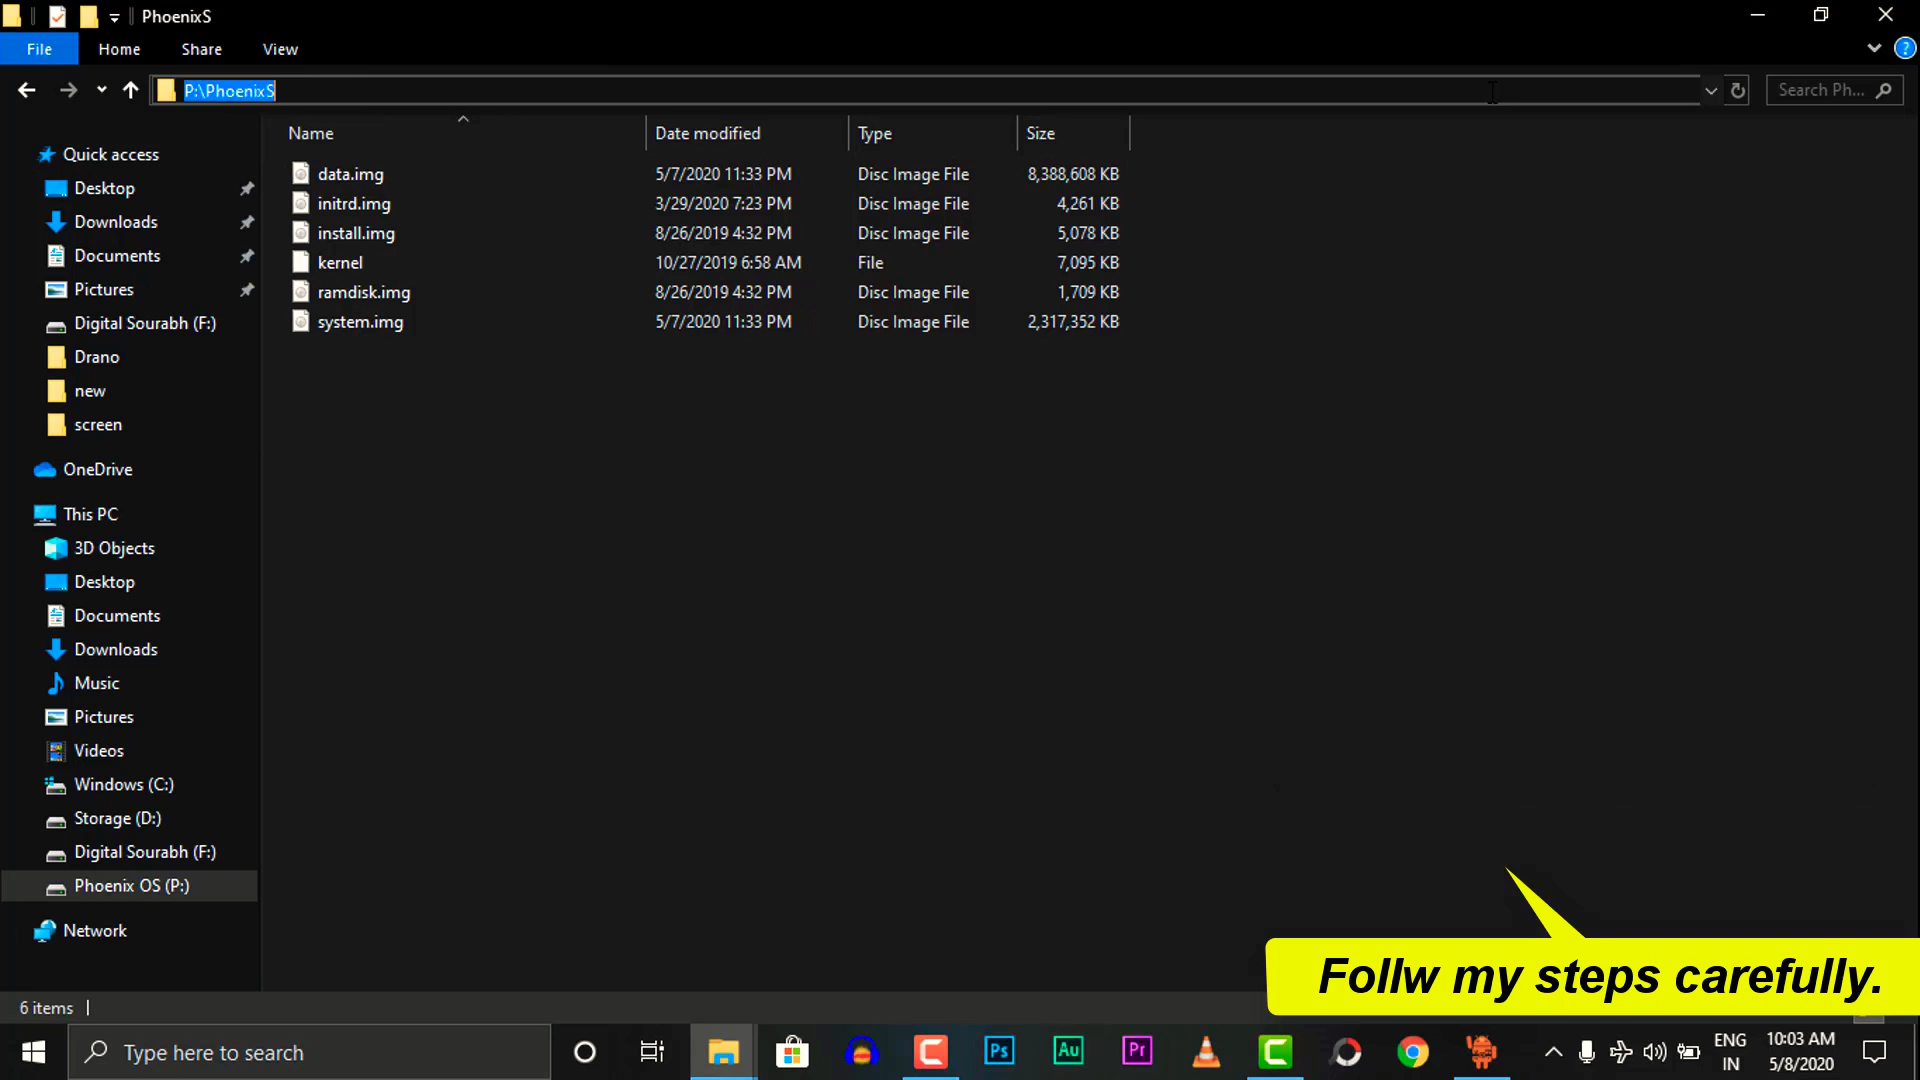 PhoenixS
File Home Share View
P:\PhoenixS
Search Ph...
Name Date modified Type Size
data.img 5/7/2020 11:33 PM Disc Image File 8,388,608 KB
initrd.img 3/29/2020 7:23 PM Disc Image File 4,261 KB
install.img 8/26/2019 4:32 PM Disc Image File 5,078 KB
kernel 10/27/2019 6:58 AM File 7,095 KB
ramdisk.img 8/26/2019 4:32 PM Disc Image File 1,709 KB
system.img 5/7/2020 11:33 PM Disc Image File 2,317,352 KB
Quick access
Desktop
Downloads
Documents
Pictures
Digital Sourabh (F:)
Drano
new
screen
OneDrive
This PC
3D Objects
Desktop
Documents
Downloads
Music
Pictures
Videos
Windows (C:)
Storage (D:)
Digital Sourabh (F:)
Phoenix OS (P:)
Network
Follw my steps carefully.
6 items
Type here to search
Ps
Au
Pr
ENG
IN
10:03 AM
5/8/2020